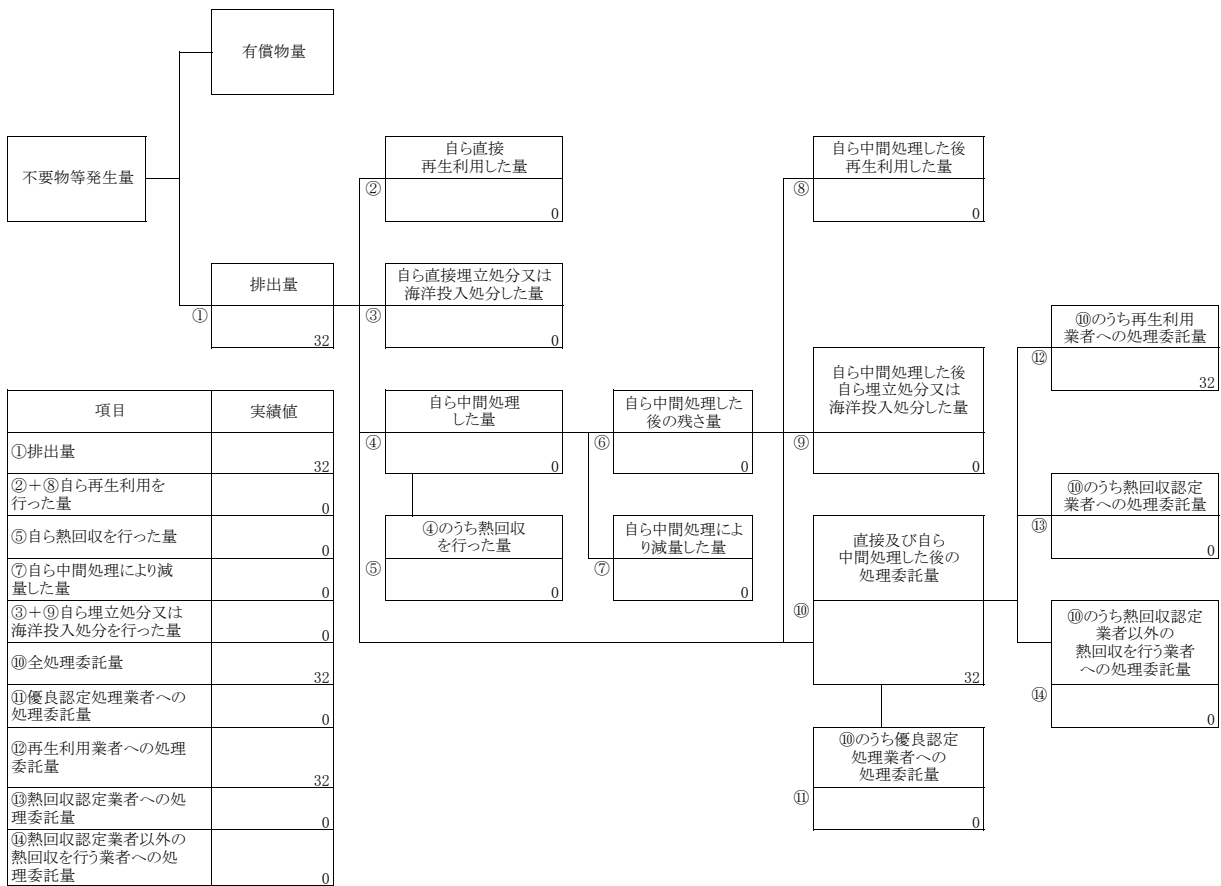 有償物量
不要物等発生量
排出量
①
32
自ら直接
再生利用した量
②
0
自ら直接埋立処分又は
海洋投入処分した量
③
0
自ら中間処理
した量
④
0
④のうち熱回収
を行った量
⑤
0
自ら中間処理した
後の残さ量
⑥
0
自ら中間処理によ
り減量した量
⑦
0
自ら中間処理した後
再生利用した量
⑧
0
自ら中間処理した後
自ら埋立処分又は
海洋投入処分した量
⑨
0
直接及び自ら
中間処理した後の
処理委託量
⑩
32
⑩のうち優良認定
処理業者への
処理委託量
⑪
0
⑩のうち再生利用
業者への処理委託量
⑫
32
⑩のうち熱回収認定
業者への処理委託量
⑬
0
⑩のうち熱回収認定
業者以外の
熱回収を行う業者
への処理委託量
⑭
0
項目 実績値
①排出量
32
②+⑧自ら再生利用を
行った量
0
⑤自ら熱回収を行った量
0
⑦自ら中間処理により減
量した量
0
③+⑨自ら埋立処分又は
海洋投入処分を行った量
0
⑩全処理委託量
32
⑪優良認定処理業者への
処理委託量
0
⑫再生利用業者への処理
委託量
32
⑬熱回収認定業者への処
理委託量
0
⑭熱回収認定業者以外の
熱回収を行う業者への処
理委託量
0